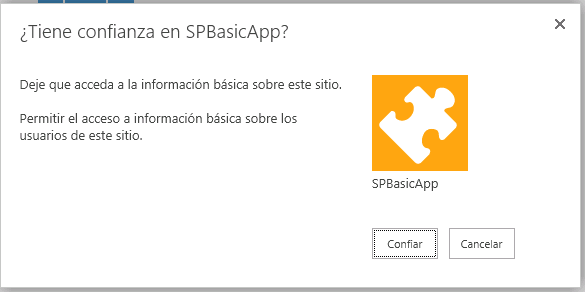 ¿Tiene confianza en SPBasicApp?
Deje que acceda a la información básica sobre este sitio.
Permitir el acceso a información básica sobre los
usuarios de este sitio.
SPBasicApp
Confiar
Cancelar